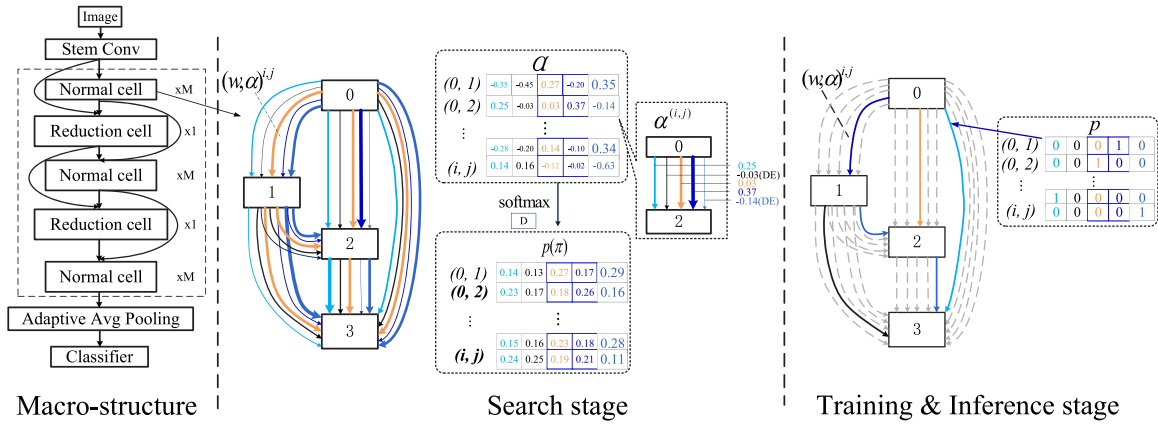 Image
Stem Conv
Normal cell
xM
Reduction cell
x1
Normal cell
xM
Reduction cell
x1
Normal cell
xM
Adaptive Avg Pooling
Classifier
Macro-structure
(w,α)^{i,j}
0
1
2
3
α
(0, 1) -0.35 -0.45 0.27 -0.20 0.35
(0, 2) 0.25 -0.03 0.03 0.37 -0.14
⋮ ⋮
-0.28 -0.20 0.14 -0.10 0.34
(i, j) 0.14 0.16 -0.12 -0.02 -0.63
softmax
D
p(π)
(0, 1) 0.14 0.13 0.27 0.17 0.29
(0, 2) 0.23 0.17 0.18 0.26 0.16
⋮ ⋮
0.15 0.16 0.23 0.18 0.28
(i, j) 0.24 0.25 0.19 0.21 0.11
α^{(i,j)}
0
0.25
-0.03(DE)
0.03
0.37
-0.14(DE)
2
Search stage
(w,α)^{i,j}
0
1
2
3
p
(0, 1) 0 0 0 1 0
(0, 2) 0 0 1 0 0
⋮ ⋮
1 0 0 0 0
(i, j) 0 0 0 0 1
Training & Inference stage